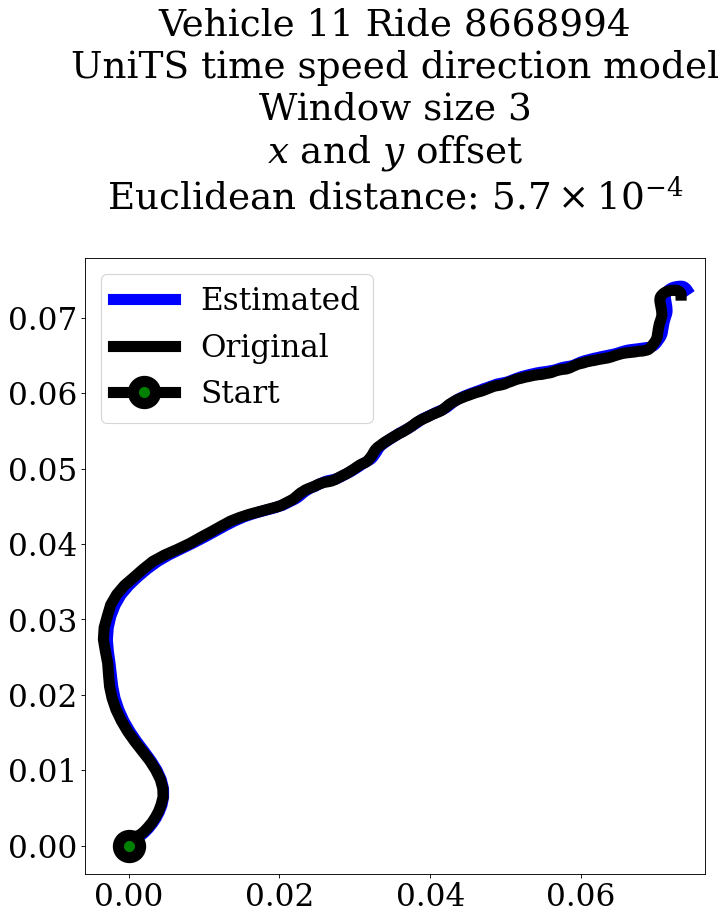 Vehicle 11 Ride 8668994
UniTS time speed direction model
Window size 3
x and y offset
Euclidean distance: 5.7 × 10⁻⁴
Estimated
Original
Start
0.07
0.06
0.05
0.04
0.03
0.02
0.01
0.00
0.00 0.02 0.04 0.06